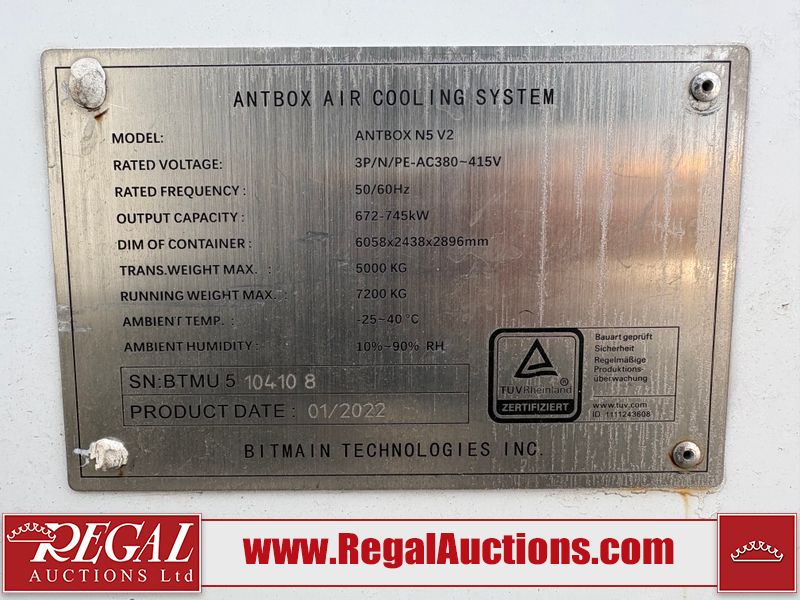 ANTBOX AIR COOLING SYSTEM
MODEL: ANTBOX N5 V2
RATED VOLTAGE: 3P/N/PE-AC380~415V
RATED FREQUENCY: 50/60Hz
OUTPUT CAPACITY: 672-745kW
DIM OF CONTAINER: 6058x2438x2896mm
TRANS.WEIGHT MAX. : 5000 KG
RUNNING WEIGHT MAX.: 7200 KG
AMBIENT TEMP. : -25~40 °C
AMBIENT HUMIDITY: 10%~90% RH
SN:BTMU 5 10410 8
PRODUCT DATE : 01/2022
TÜVRheinland ®
ZERTIFIZIERT
Bauart geprüft
Sicherheit
Regelmäßige
Produktions-
überwachung
www.tuv.com
ID 1111243608
BITMAIN TECHNOLOGIES INC.
REGAL
AUCTIONS Ltd
www.RegalAuctions.com